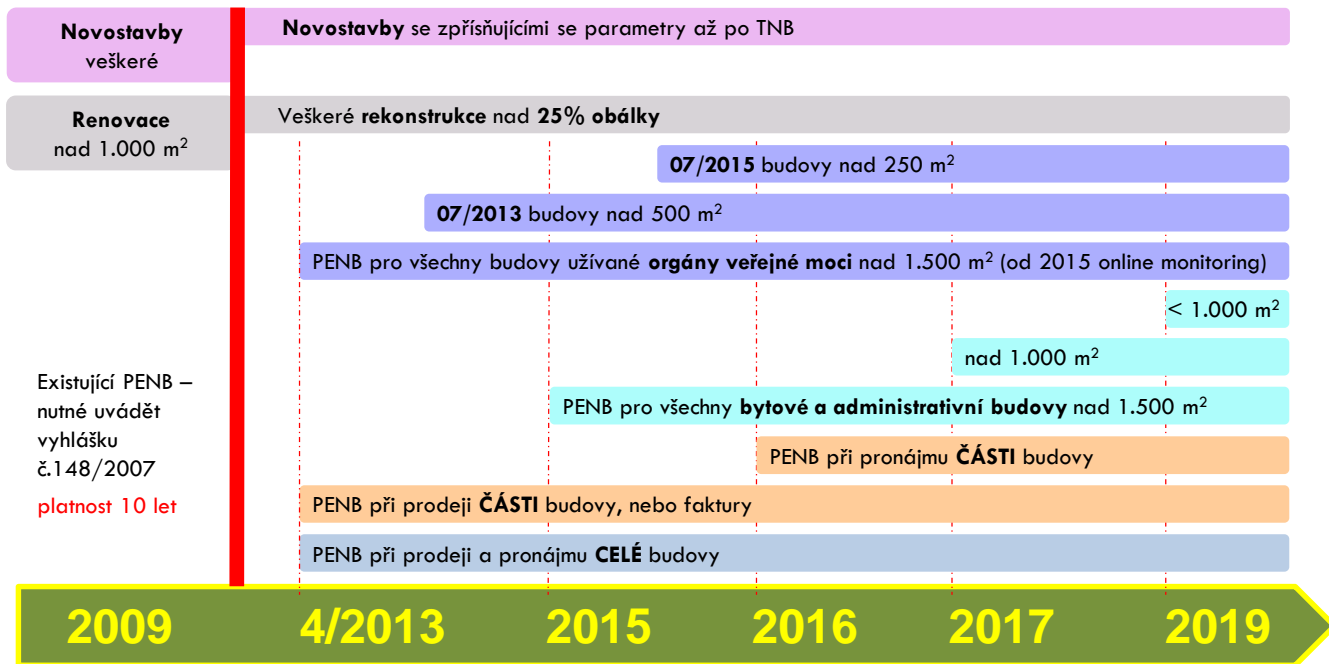 Novostavby
veškeré
Novostavby se zpřísňujícími se parametry až po TNB
Renovace
nad 1.000 m²
Veškeré rekonstrukce nad 25% obálky
07/2015 budovy nad 250 m²
07/2013 budovy nad 500 m²
PENB pro všechny budovy užívané orgány veřejné moci nad 1.500 m² (od 2015 online monitoring)
< 1.000 m²
nad 1.000 m²
PENB pro všechny bytové a administrativní budovy nad 1.500 m²
PENB při pronájmu ČÁSTI budovy
PENB při prodeji ČÁSTI budovy, nebo faktury
PENB při prodeji a pronájmu CELÉ budovy
Existující PENB –
nutné uvádět
vyhlášku
č.148/2007
platnost 10 let
2009 4/2013 2015 2016 2017 2019